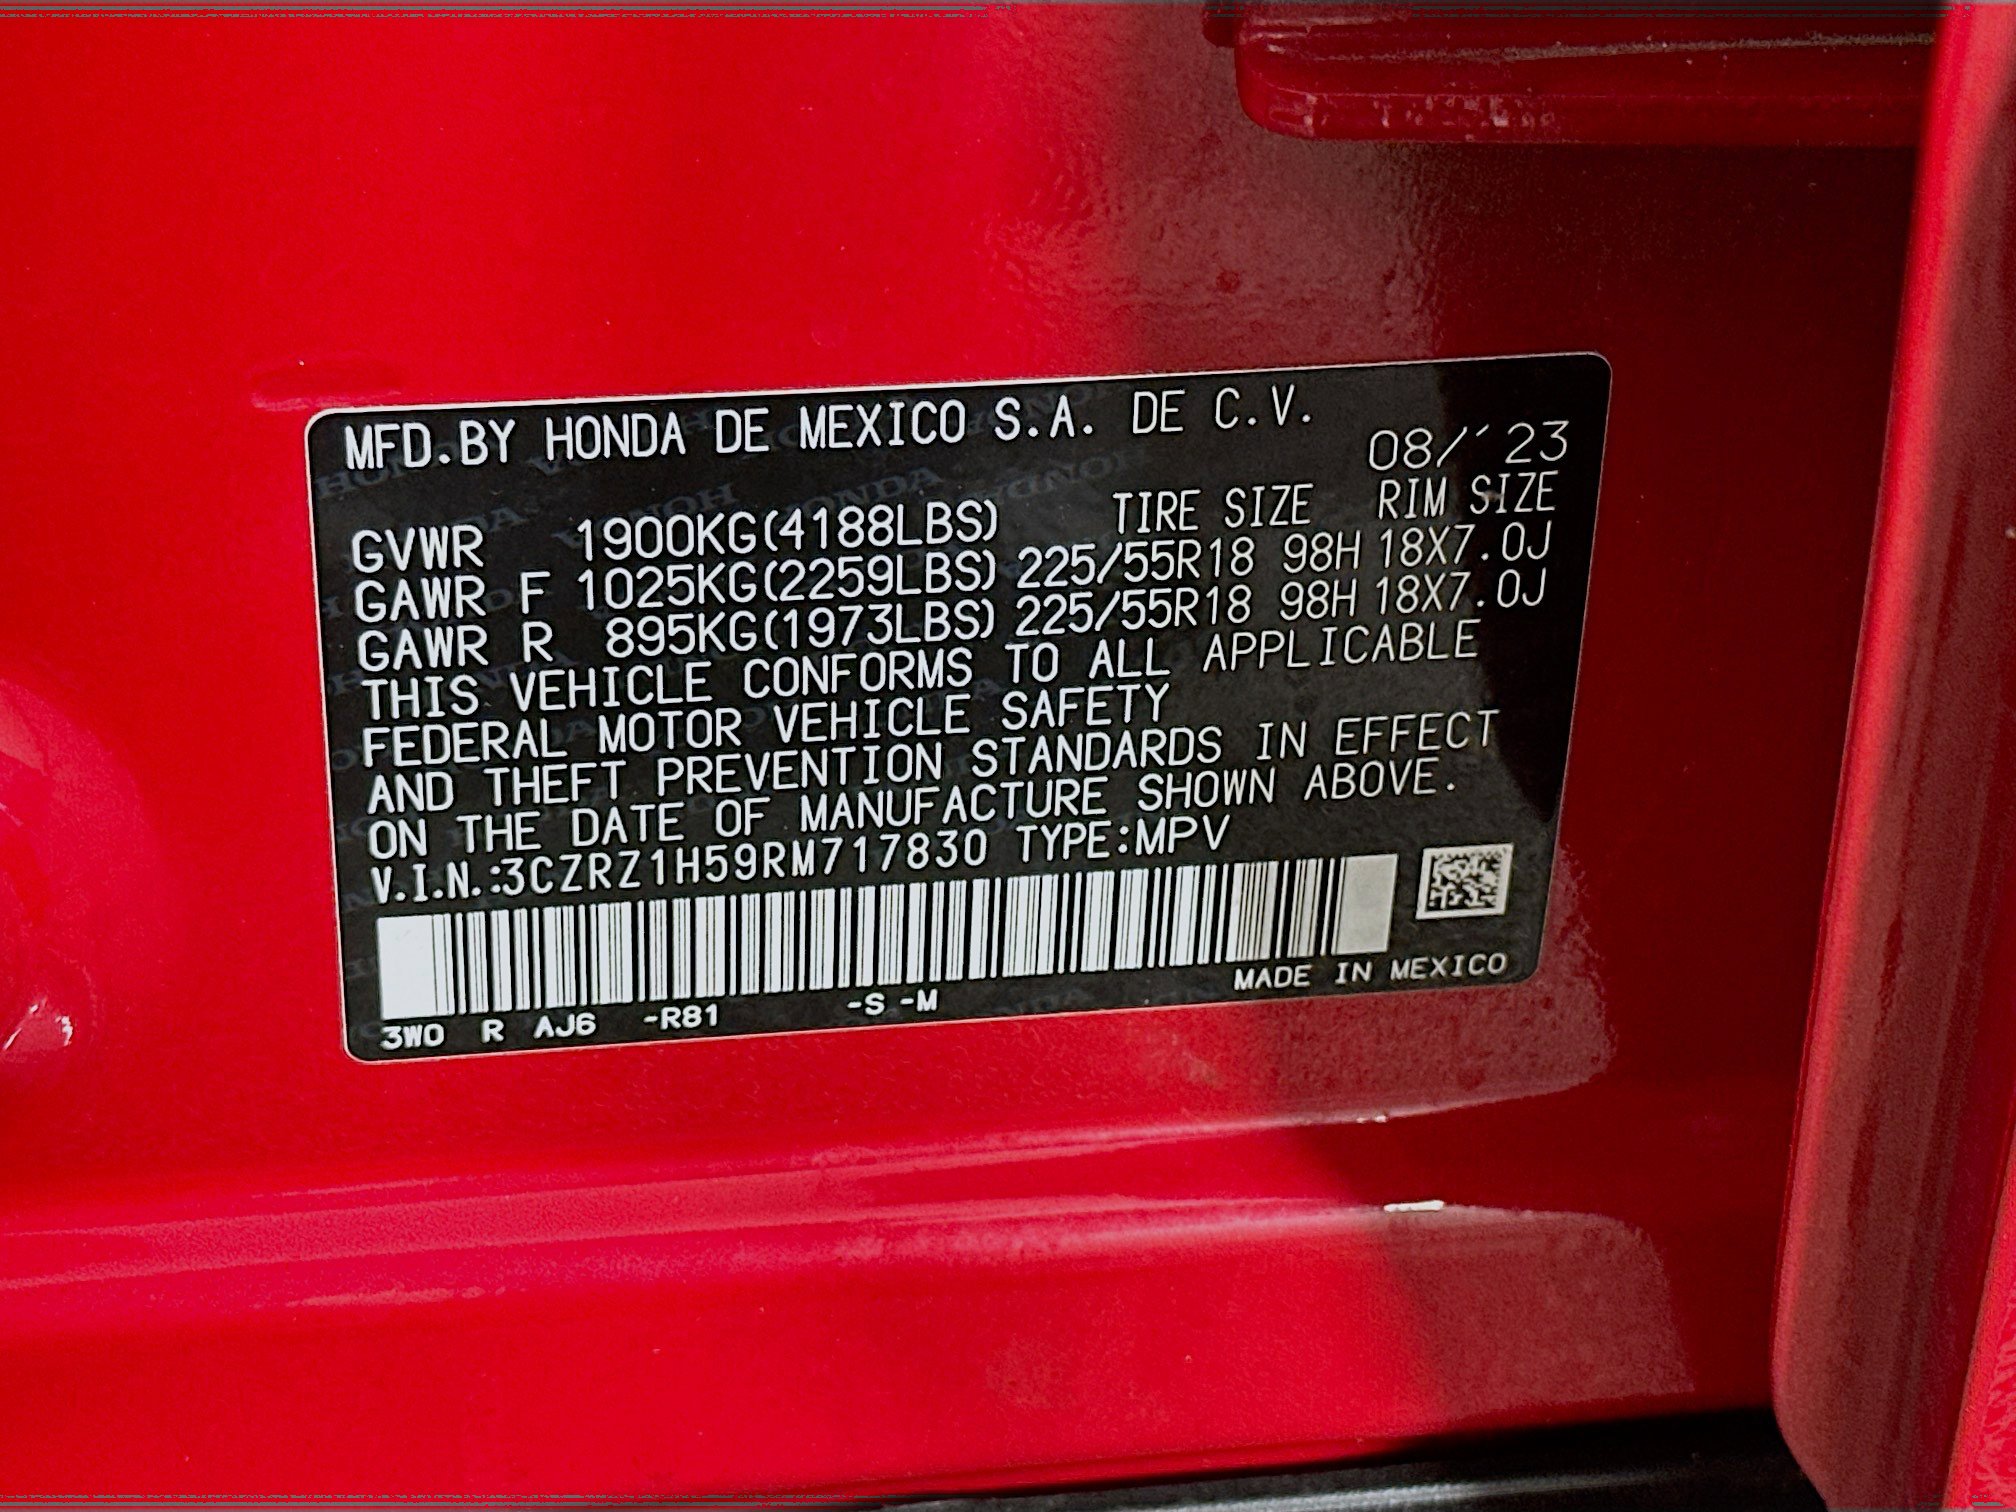 MFD.BY HONDA DE MEXICO S.A. DE C.V.
08/'23
TIRE SIZE RIM SIZE
GVWR 1900KG(4188LBS)
GAWR F 1025KG(2259LBS) 225/55R18 98H 18X7.0J
GAWR R 895KG(1973LBS) 225/55R18 98H 18X7.0J
THIS VEHICLE CONFORMS TO ALL APPLICABLE
FEDERAL MOTOR VEHICLE SAFETY
AND THEFT PREVENTION STANDARDS IN EFFECT
ON THE DATE OF MANUFACTURE SHOWN ABOVE.
V.I.N.:3CZRZ1H59RM717830 TYPE:MPV
MADE IN MEXICO
3WO R AJ6 -R81 -S -M